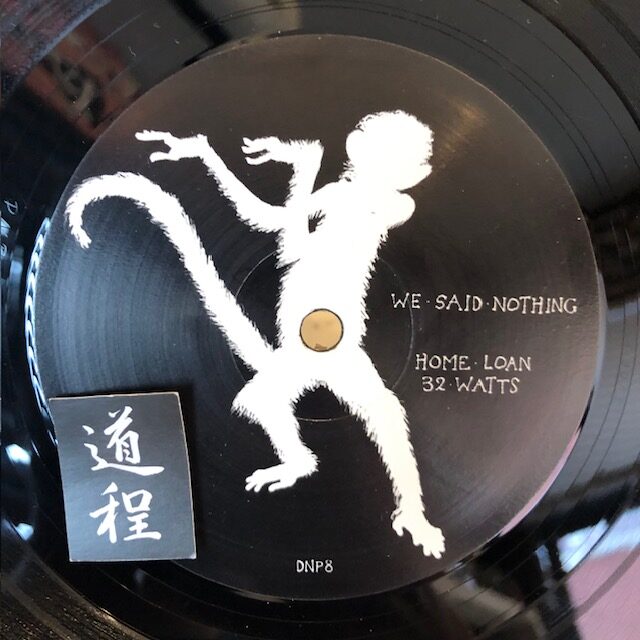 WE·SAID·NOTHING
HOME·LOAN
32·WATTS
道程
DNP8